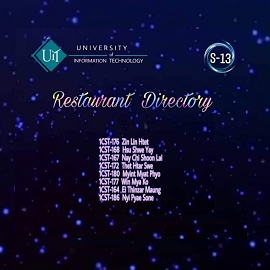 UIT
UNIVERSITY
of
INFORMATION TECHNOLOGY
S-13
Restaurant Directory
1CST-176 Zin Lin Htet
1CST-168 Hsu Shwe Yay
1CST-167 Nay Chi Shoon Lai
1CST-172 Thet Htar Swe
1CST-180 Myint Myat Phyo
1CST-177 Win Mya Ko
1CST-164 Ei Thinzar Maung
1CST-186 Nyi Pyae Sone